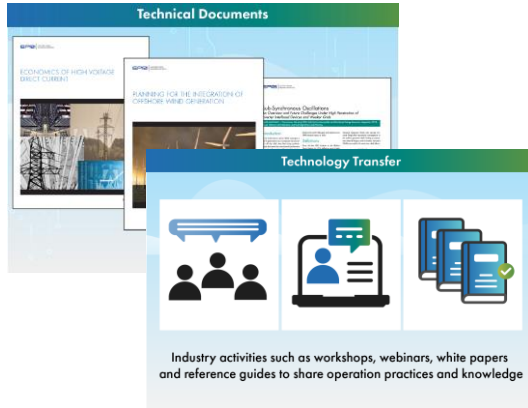 Technical Documents
EPRI
ECONOMICS OF HIGH VOLTAGE
DIRECT CURRENT
EPRI
PLANNING FOR THE INTEGRATION OF
OFFSHORE WIND GENERATION
Sub-Synchronous Oscillations
Technology Transfer
Industry activities such as workshops, webinars, white papers
and reference guides to share operation practices and knowledge